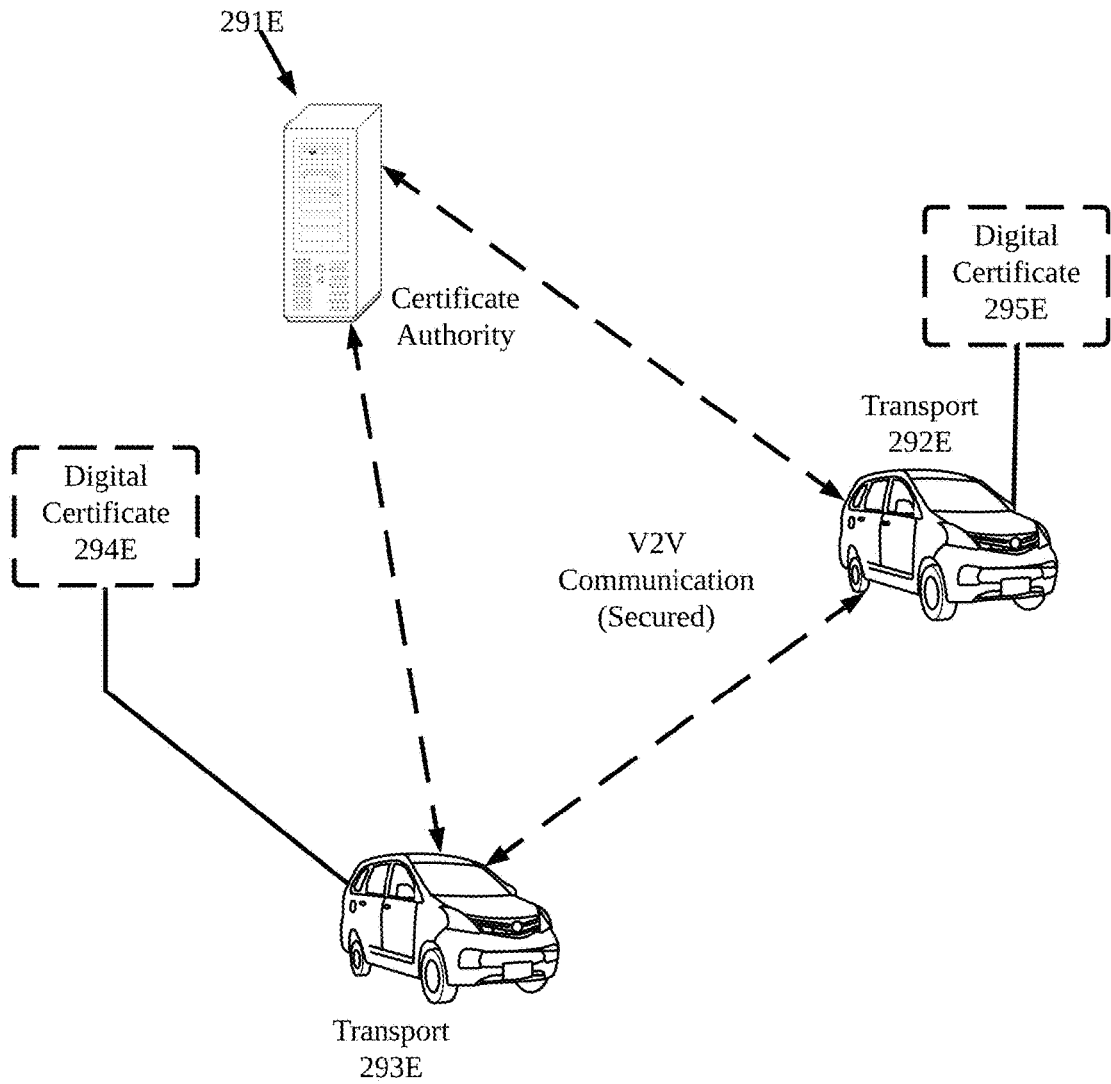 291E
Certificate
Authority
Digital
Certificate
295E
Transport
292E
Digital
Certificate
294E
V2V
Communication
(Secured)
Transport
293E